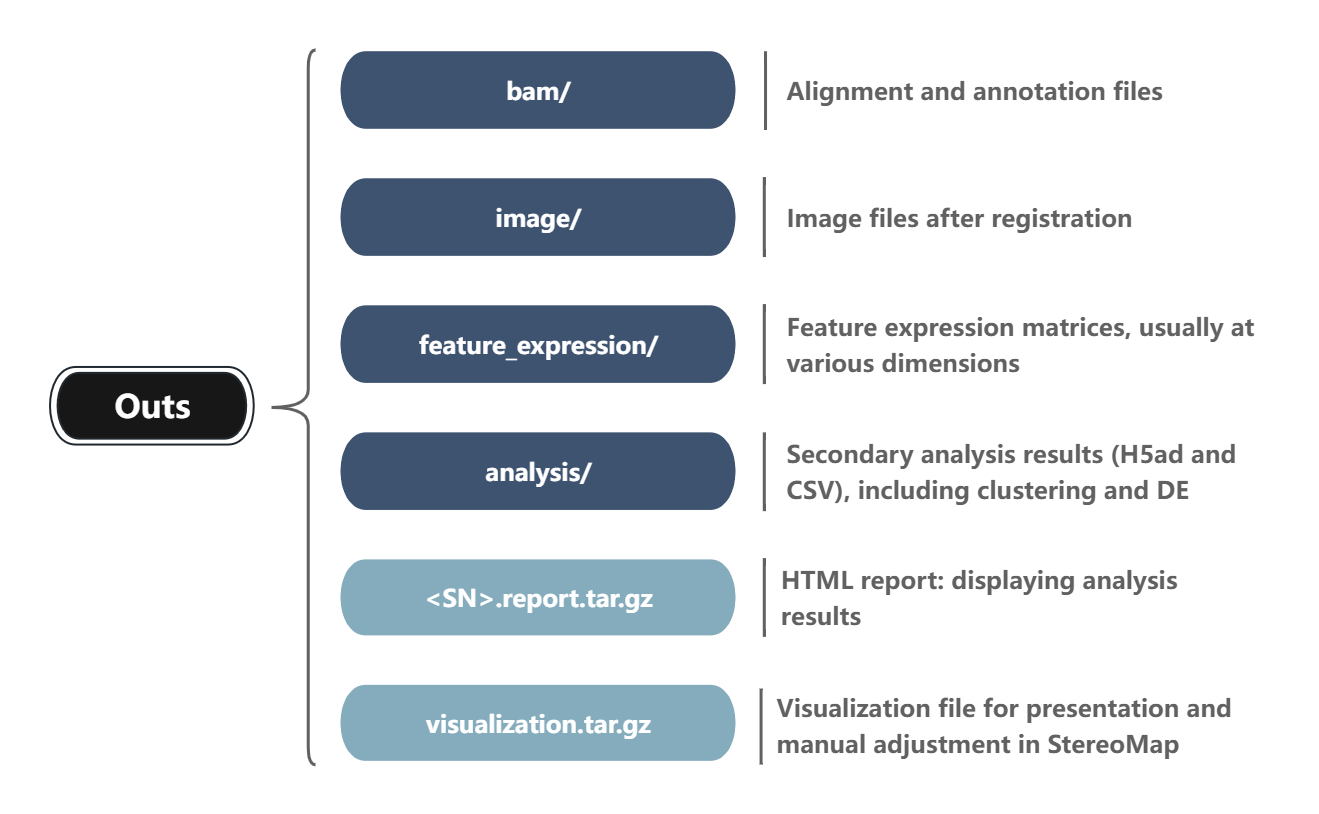 Outs
bam/
Alignment and annotation files
image/
Image files after registration
feature_expression/
Feature expression matrices, usually at
various dimensions
analysis/
Secondary analysis results (H5ad and
CSV), including clustering and DE
<SN>.report.tar.gz
HTML report: displaying analysis
results
visualization.tar.gz
Visualization file for presentation and
manual adjustment in StereoMap